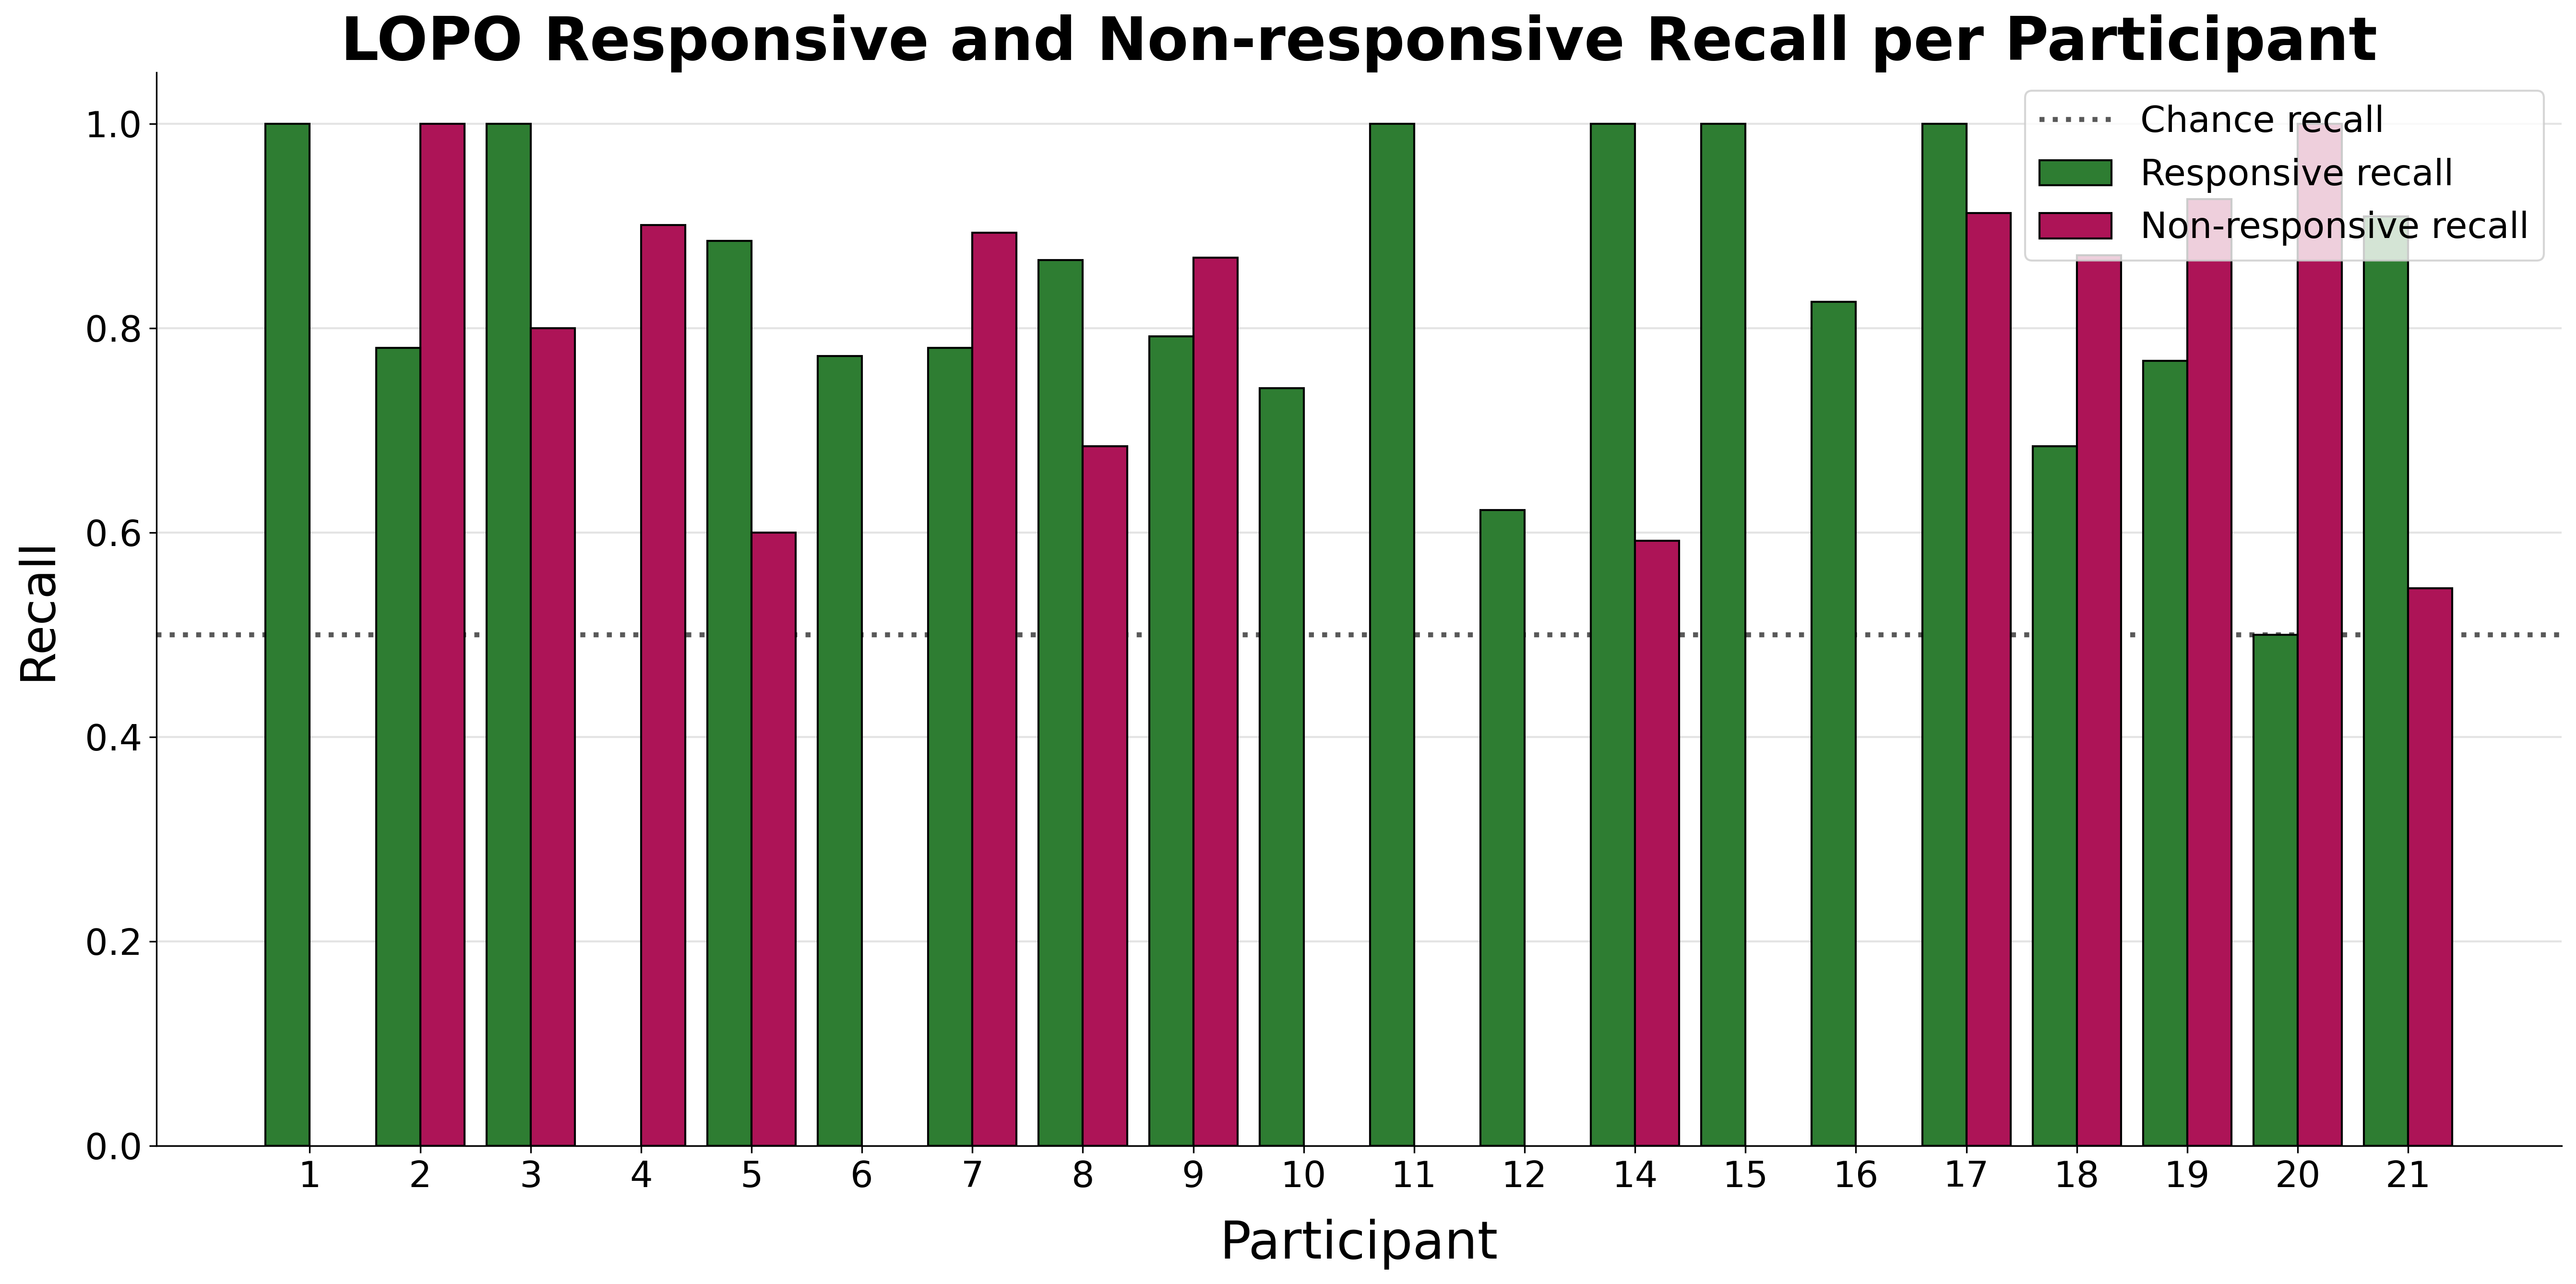 LOPO Responsive and Non-responsive Recall per Participant
Chance recall
Responsive recall
Non-responsive recall
Recall
1.0
0.8
0.6
0.4
0.2
0.0
1 2 3 4 5 6 7 8 9 10 11 12 14 15 16 17 18 19 20 21
Participant